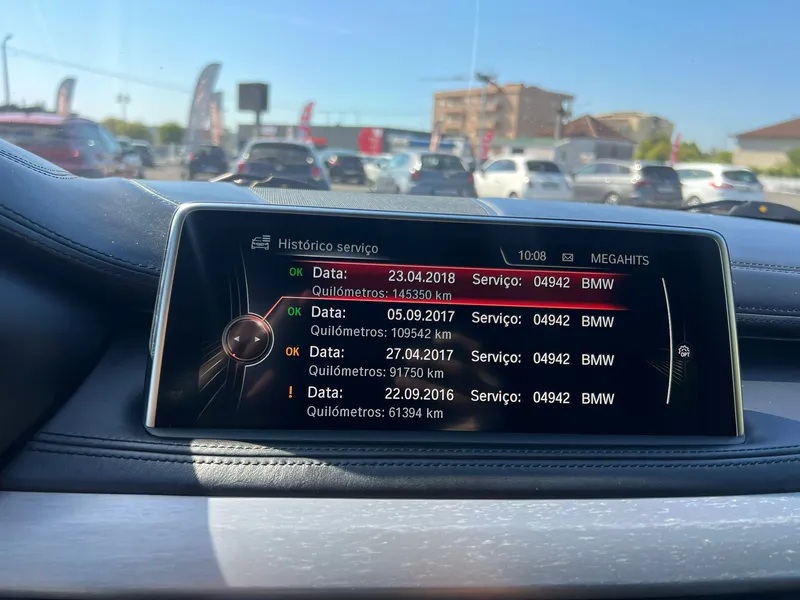 Histórico serviço
10:08 MEGAHITS
OK Data: 23.04.2018 Serviço: 04942 BMW
Quilómetros: 145350 km
OK Data: 05.09.2017 Serviço: 04942 BMW
Quilómetros: 109542 km
OK Data: 27.04.2017 Serviço: 04942 BMW
Quilómetros: 91750 km
! Data: 22.09.2016 Serviço: 04942 BMW
Quilómetros: 61394 km
OPT